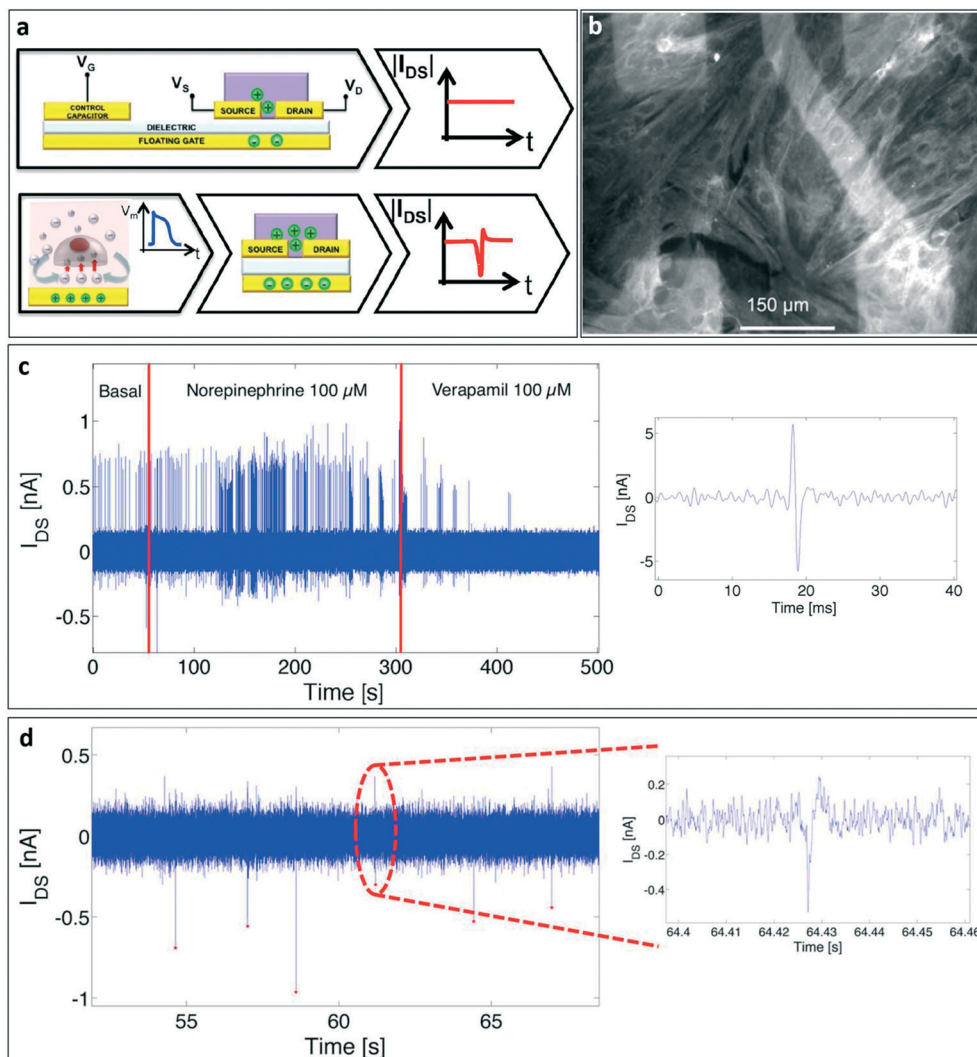 a
V_G
V_S
V_D
CONTROL
CAPACITOR
SOURCE
DRAIN
DIELECTRIC
FLOATING GATE
|I_DS|
t
V_m
t
SOURCE
DRAIN
|I_DS|
t
b
150 µm
c
Basal
Norepinephrine 100 µM
Verapamil 100 µM
1
0.5
0
-0.5
I_DS [nA]
0 100 200 300 400 500
Time [s]
5
0
-5
I_DS [nA]
0 10 20 30 40
Time [ms]
d
0.5
0
-0.5
-1
I_DS [nA]
55 60 65
Time [s]
0.2
0
-0.2
-0.4
I_DS [nA]
64.4 64.41 64.42 64.43 64.44 64.45 64.46
Time [s]